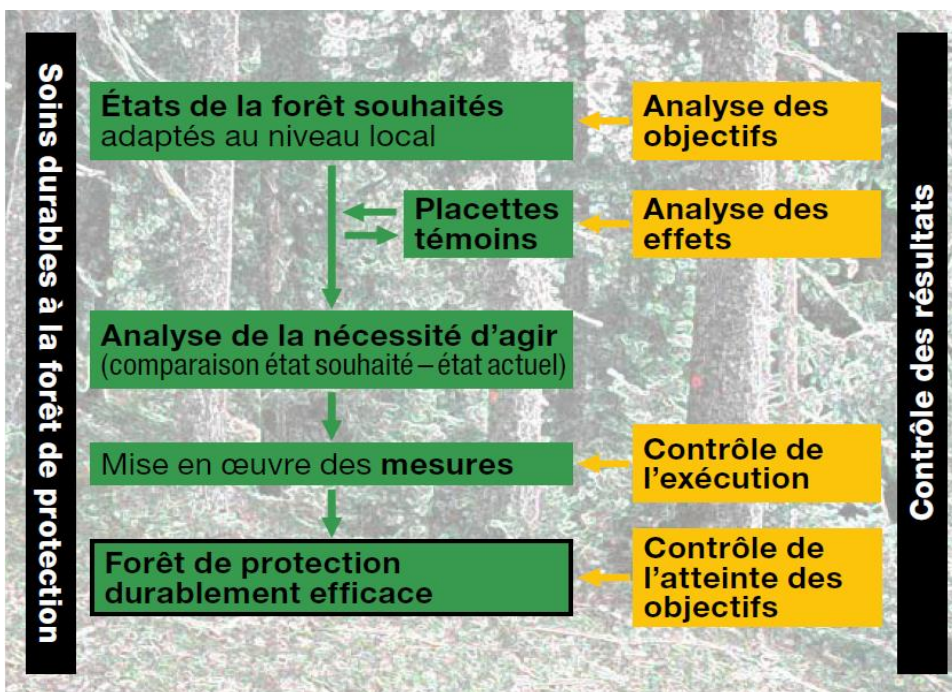 Soins durables à la forêt de protection
États de la forêt souhaités
adaptés au niveau local
Analyse des
objectifs
Placettes
témoins
Analyse des
effets
Analyse de la nécessité d'agir
(comparaison état souhaité – état actuel)
Mise en œuvre des mesures
Contrôle de
l'exécution
Forêt de protection
durablement efficace
Contrôle de
l'atteinte des
objectifs
Contrôle des résultats